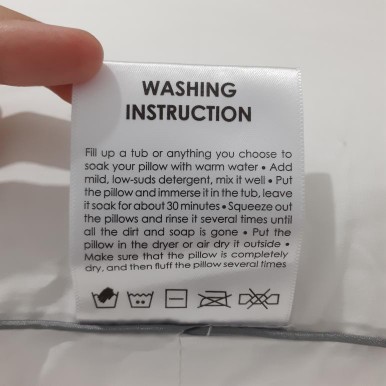 WASHING
INSTRUCTION
Fill up a tub or anything you choose to
soak your pillow with warm water • Add
mild, low-suds detergent, mix it well • Put
the pillow and immerse it in the tub, leave
it soak for about 30 minutes • Squeeze out
the pillows and rinse it several times until
all the dirt and soap is gone • Put the
pillow in the dryer or air dry it outside •
Make sure that the pillow is completely
dry, and then fluff the pillow several times